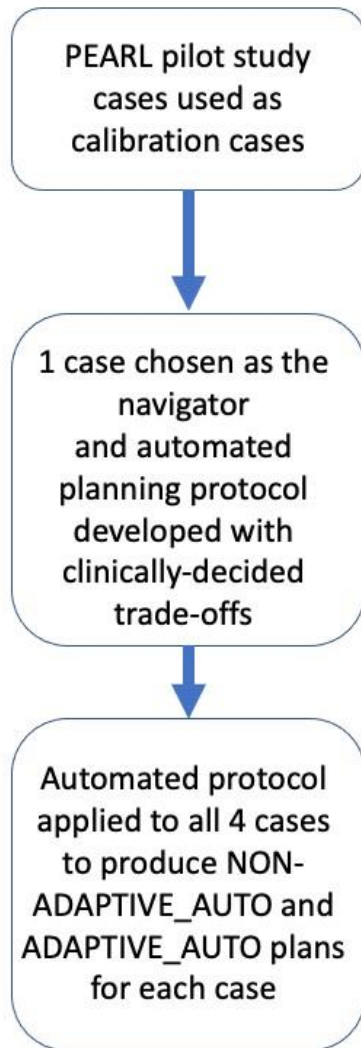 PEARL pilot study
cases used as
calibration cases
1 case chosen as the
navigator
and automated
planning protocol
developed with
clinically-decided
trade-offs
Automated protocol
applied to all 4 cases
to produce NON-
ADAPTIVE_AUTO and
ADAPTIVE_AUTO plans
for each case